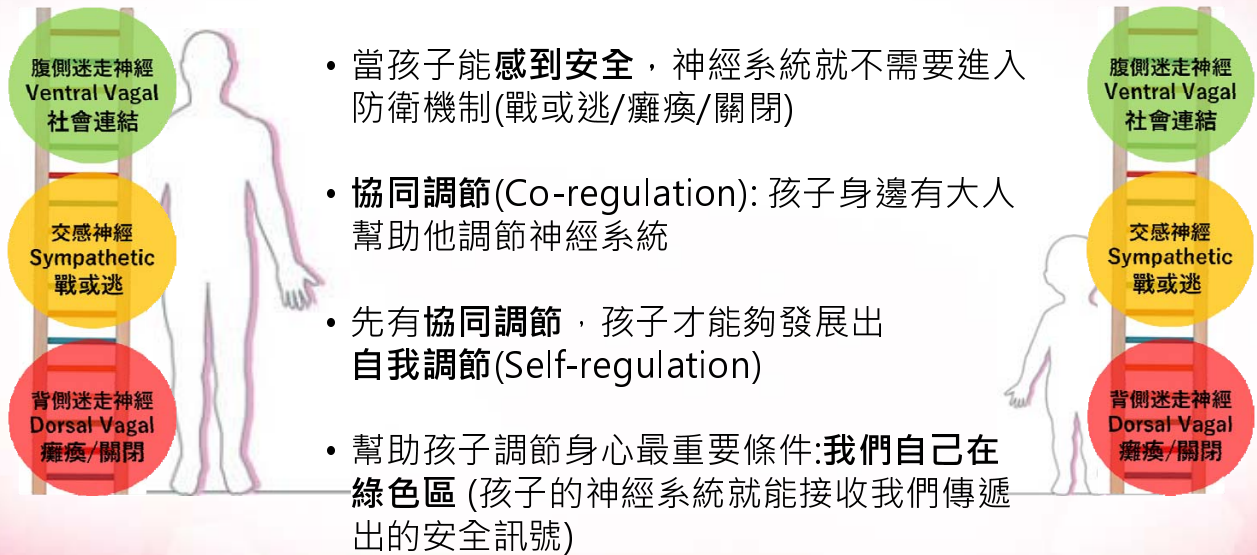 腹側迷走神經
Ventral Vagal
社會連結
交感神經
Sympathetic
戰或逃
背側迷走神經
Dorsal Vagal
癱瘓/關閉
• 當孩子能感到安全，神經系統就不需要進入
防衛機制(戰或逃/癱瘓/關閉)
• 協同調節(Co-regulation): 孩子身邊有大人
幫助他調節神經系統
• 先有協同調節，孩子才能夠發展出
自我調節(Self-regulation)
• 幫助孩子調節身心最重要條件:我們自己在
綠色區 (孩子的神經系統就能接收我們傳遞
出的安全訊號)
腹側迷走神經
Ventral Vagal
社會連結
交感神經
Sympathetic
戰或逃
背側迷走神經
Dorsal Vagal
癱瘓/關閉